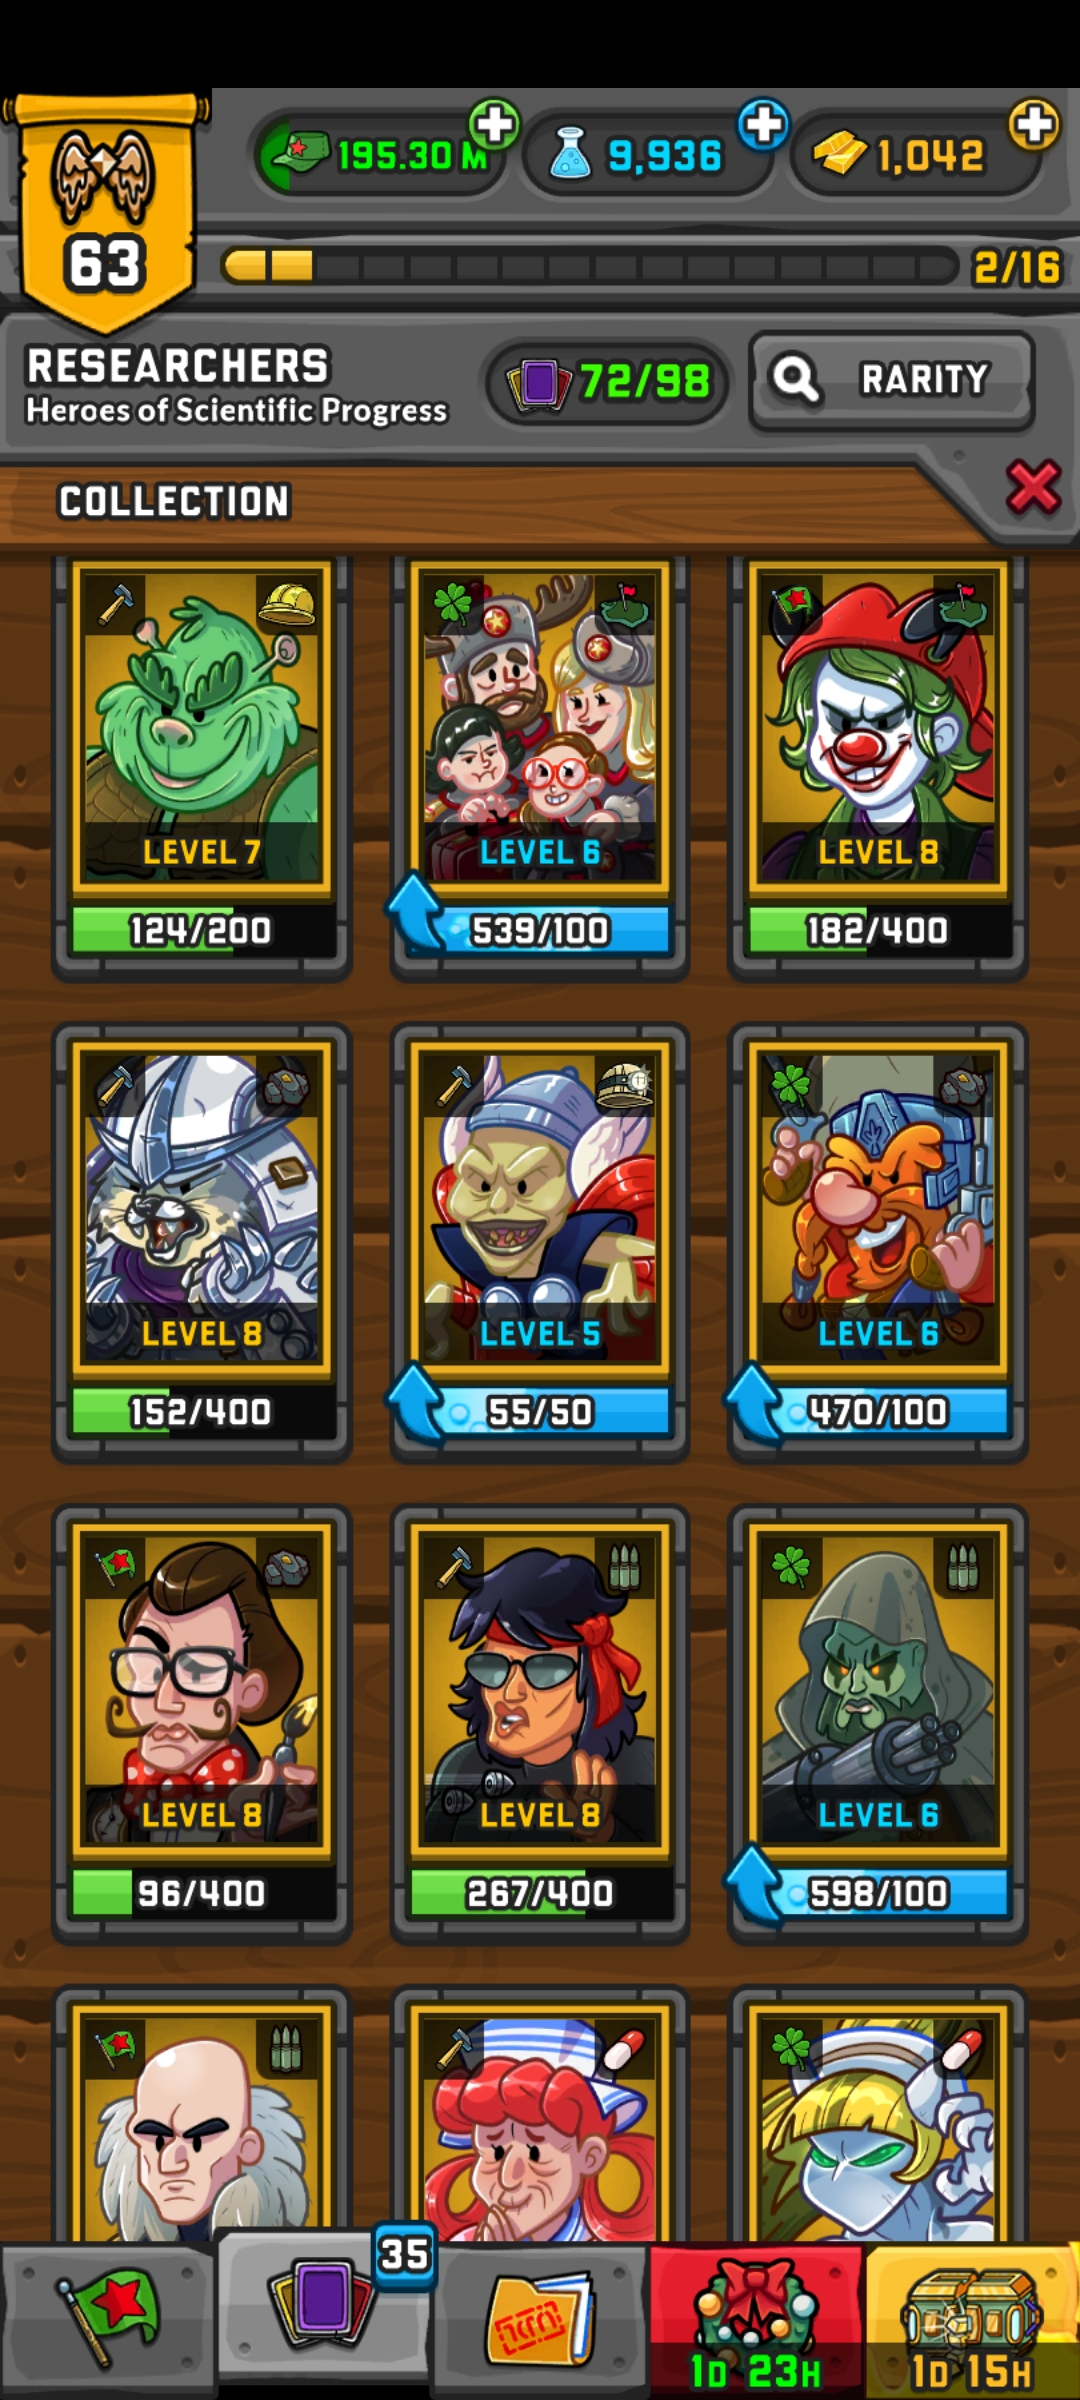 195.30 M
9,936
1,042
63
2/16
RESEARCHERS
Heroes of Scientific Progress
72/98
RARITY
COLLECTION
LEVEL 7
LEVEL 6
LEVEL 8
124/200
539/100
182/400
LEVEL 8
LEVEL 5
LEVEL 6
152/400
55/50
470/100
LEVEL 8
LEVEL 8
LEVEL 6
96/400
267/400
598/100
35
1D 23H
1D 15H